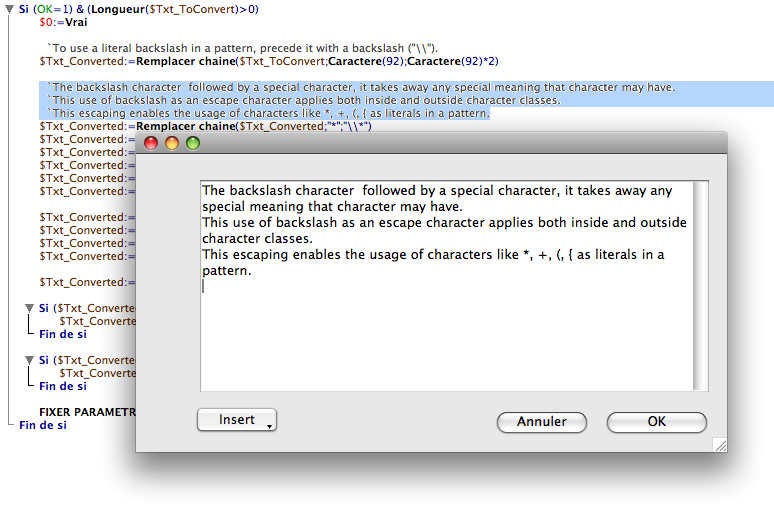 Si (OK=1) & (Longueur($Txt_ToConvert)>0)
$0:=Vrai
`To use a literal backslash in a pattern, precede it with a backslash ("\\").
$Txt_Converted:=Remplacer chaine($Txt_ToConvert;Caractere(92);Caractere(92)*2)
`The backslash character  followed by a special character, it takes away any special meaning that character may have.
`This use of backslash as an escape character applies both inside and outside character classes.
`This escaping enables the usage of characters like *, +, (, { as literals in a pattern.
$Txt_Converted:=Remplacer chaine($Txt_Converted;"*";"\\*")
$Txt_Converted:=
$Txt_Converted:=
$Txt_Converted:=
$Txt_Converted:=
$Txt_Converted:=
$Txt_Converted:=
$Txt_Converted:=
$Txt_Converted:=
$Txt_Converted:=
$Txt_Converted:=
Si ($Txt_Converted
$Txt_Converte
Fin de si
Si ($Txt_Converted
$Txt_Converte
Fin de si
FIXER PARAMETR
Fin de si
The backslash character  followed by a special character, it takes away any
special meaning that character may have.
This use of backslash as an escape character applies both inside and outside
character classes.
This escaping enables the usage of characters like *, +, (, { as literals in a
pattern.
Insert
Annuler
OK